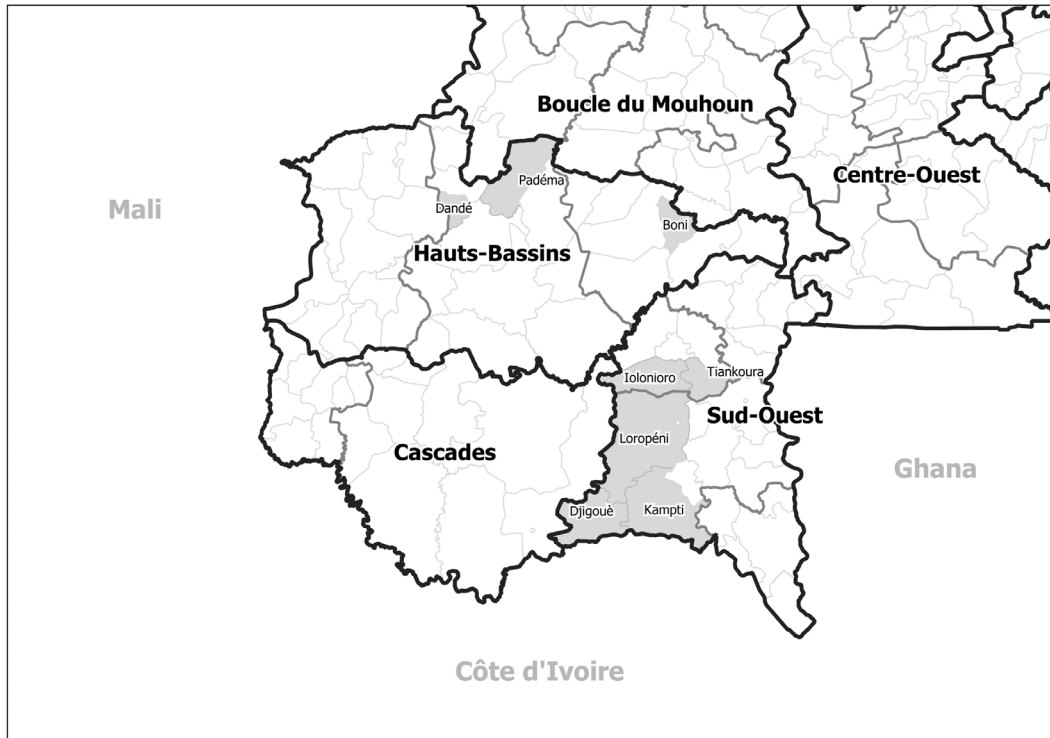 Boucle du Mouhoun
Centre-Ouest
Padéma
Mali
Dandé
Boni
Hauts-Bassins
Iolonioro
Tiankoura
Sud-Ouest
Loropéni
Cascades
Ghana
Djigouè
Kampti
Côte d'Ivoire